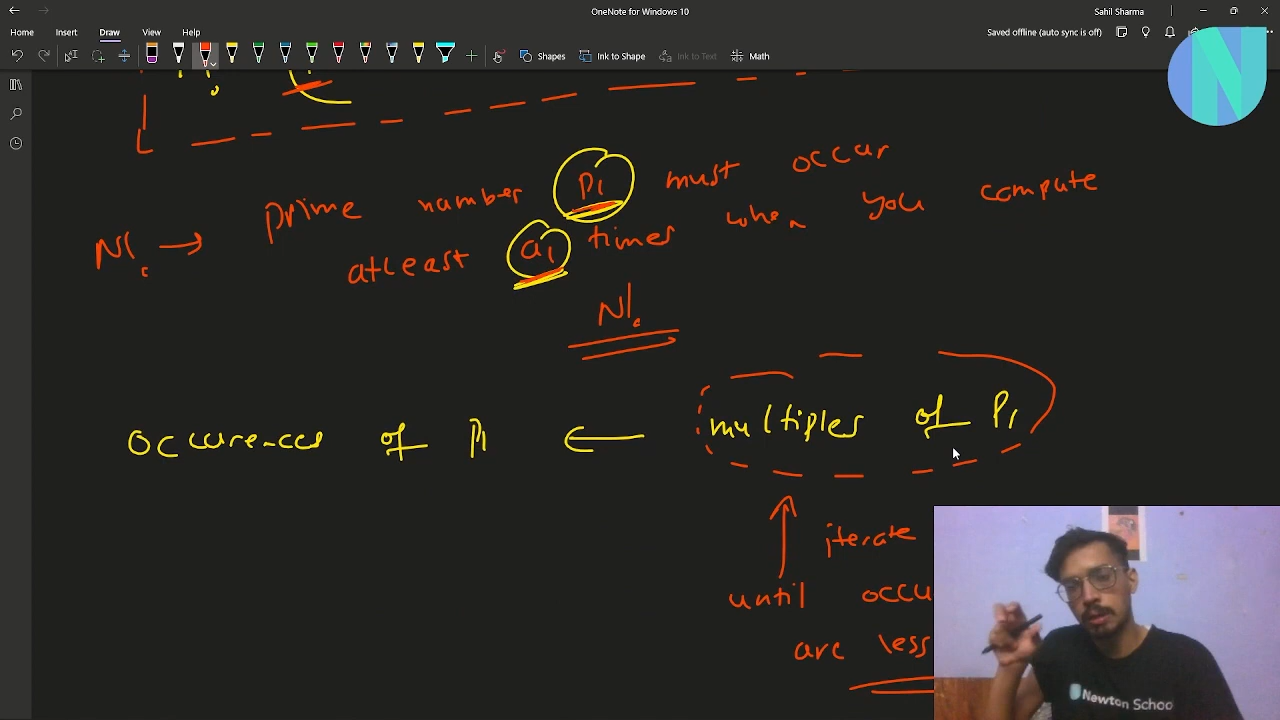 OneNote for Windows 10
Sahil Sharma
Home Insert Draw View Help
Saved offline (auto sync is off)
Shapes Ink to Shape Ink to Text Math
N
prime number P1 must occur
N! → atleast a1 times when you compute
N!
occurences of P1 ← multiples of P1
iterate
until occu
are less
Newton School